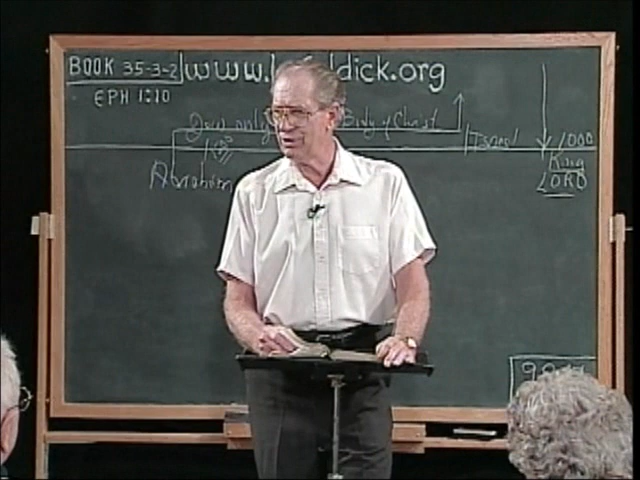 BOOK 35-3-2
www.l dick.org
EPH 1:10
Jew only
Body of Christ
Israel
1000
Abraham
King
LORD